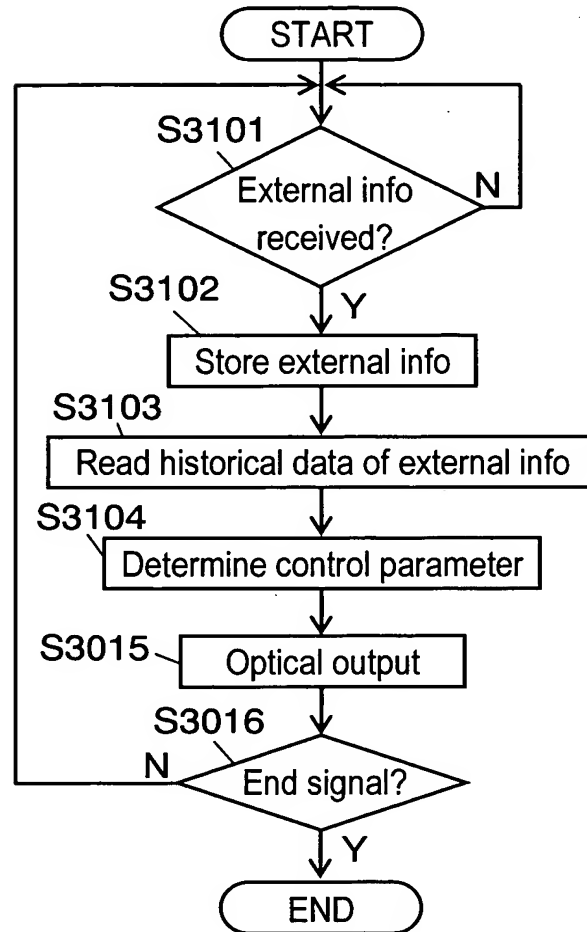 START
S3101
External info
received?
N
Y
S3102
Store external info
S3103
Read historical data of external info
S3104
Determine control parameter
S3015
Optical output
S3016
N
End signal?
Y
END